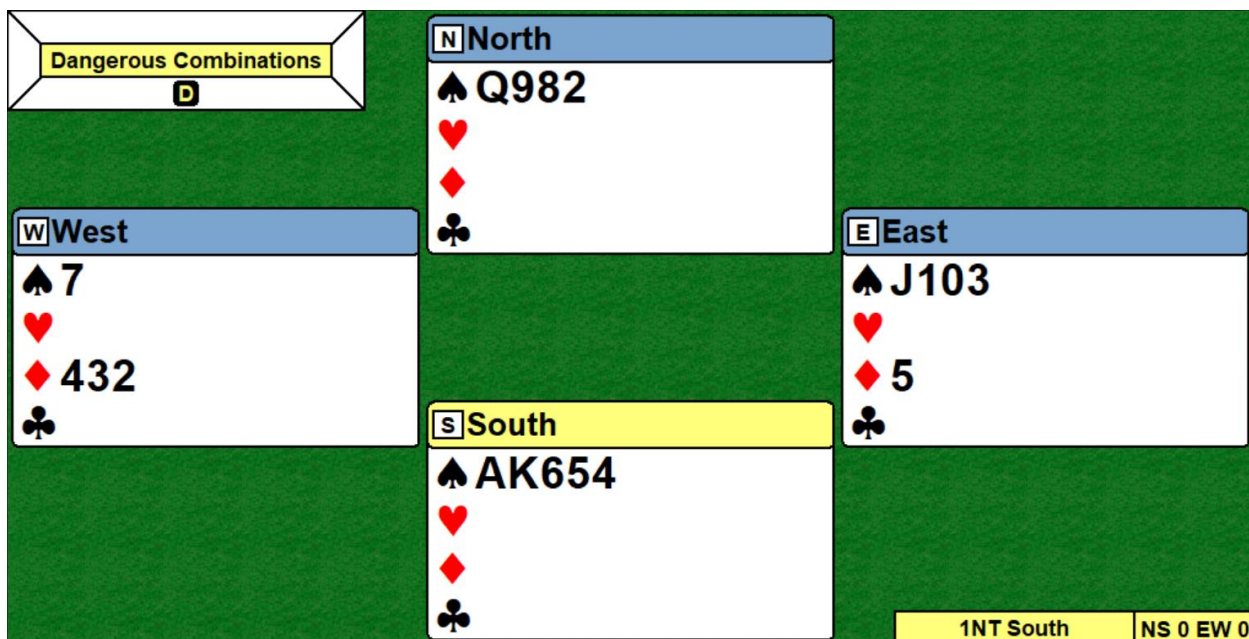 Dangerous Combinations
D
N North
♠ Q982
♥
♦
♣
W West
♠ 7
♥
♦ 432
♣
E East
♠ J103
♥
♦ 5
♣
S South
♠ AK654
♥
♦
♣
1NT South
NS 0 EW 0